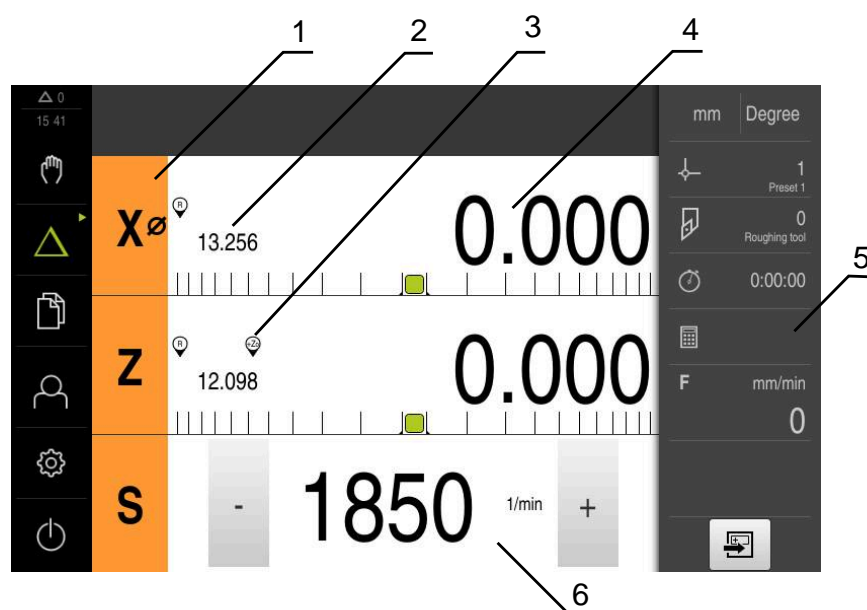 1 2 3 4
△ 0
15 41
mm Degree
1
Preset 1
X⌀
R
13.256
0.000
0
Roughing tool
5
0:00:00
Z
R
+Zo
12.098
0.000
F mm/min
0
S
-
1850
1/min
+
6